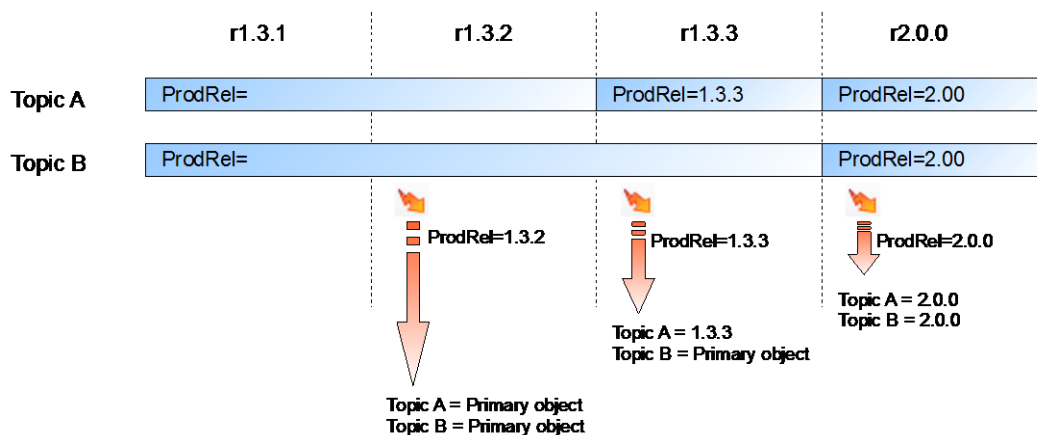 r1.3.1 r1.3.2 r1.3.3 r2.0.0
Topic A ProdRel= ProdRel=1.3.3 ProdRel=2.00
Topic B ProdRel= ProdRel=2.00
ProdRel=1.3.2 ProdRel=1.3.3 ProdRel=2.0.0
Topic A = 2.0.0
Topic B = 2.0.0
Topic A = 1.3.3
Topic B = Primary object
Topic A = Primary object
Topic B = Primary object